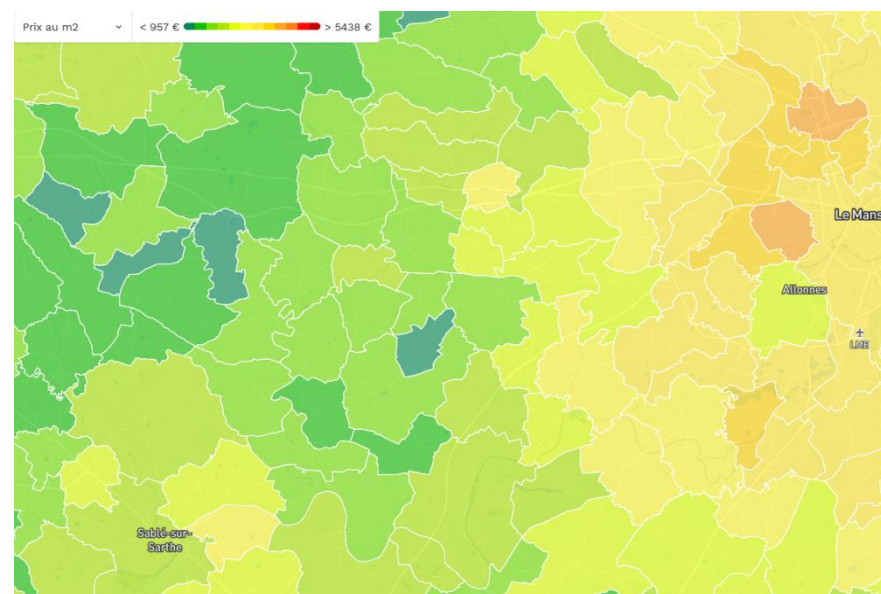 Prix au m2
< 957 €
> 5438 €
Le Mans
Allonnes
LME
Sablé-sur-
Sarthe